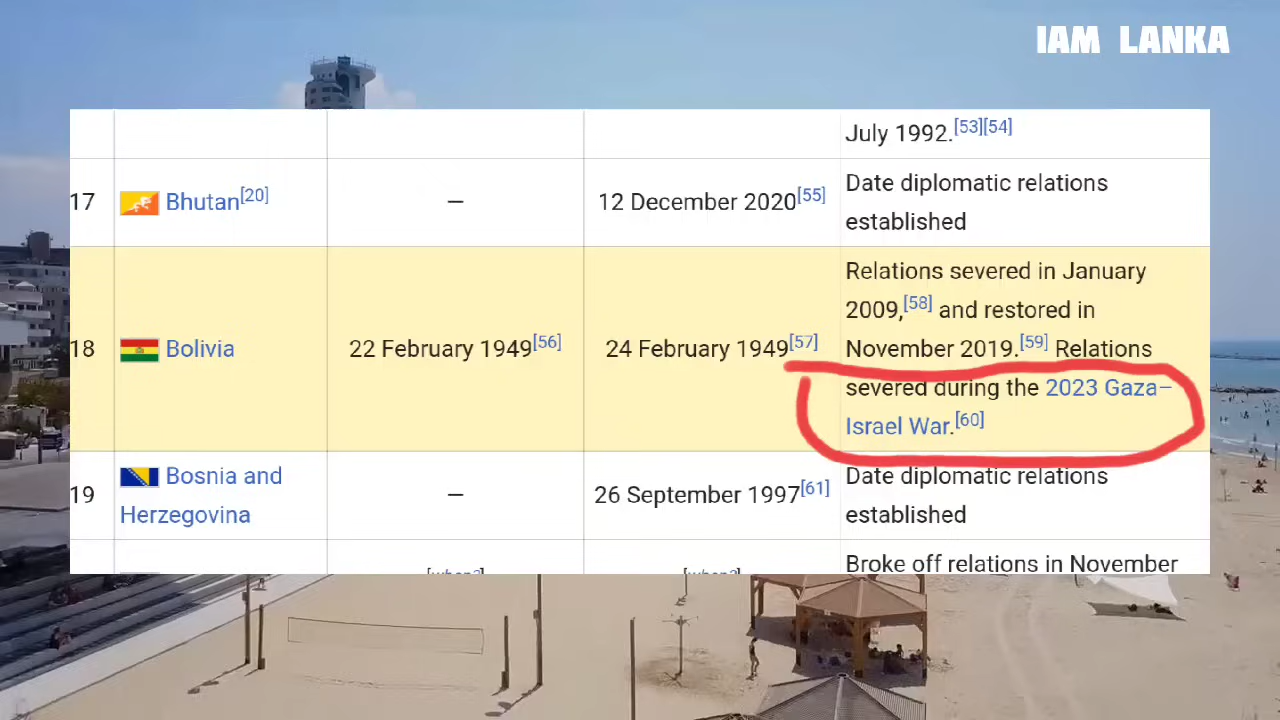 IAM LANKA
July 1992.[53][54]
17 Bhutan[20] — 12 December 2020[55] Date diplomatic relations
established
18 Bolivia 22 February 1949[56] 24 February 1949[57] Relations severed in January
2009,[58] and restored in
November 2019.[59] Relations
severed during the 2023 Gaza–
Israel War.[60]
19 Bosnia and
Herzegovina — 26 September 1997[61] Date diplomatic relations
established
Broke off relations in November